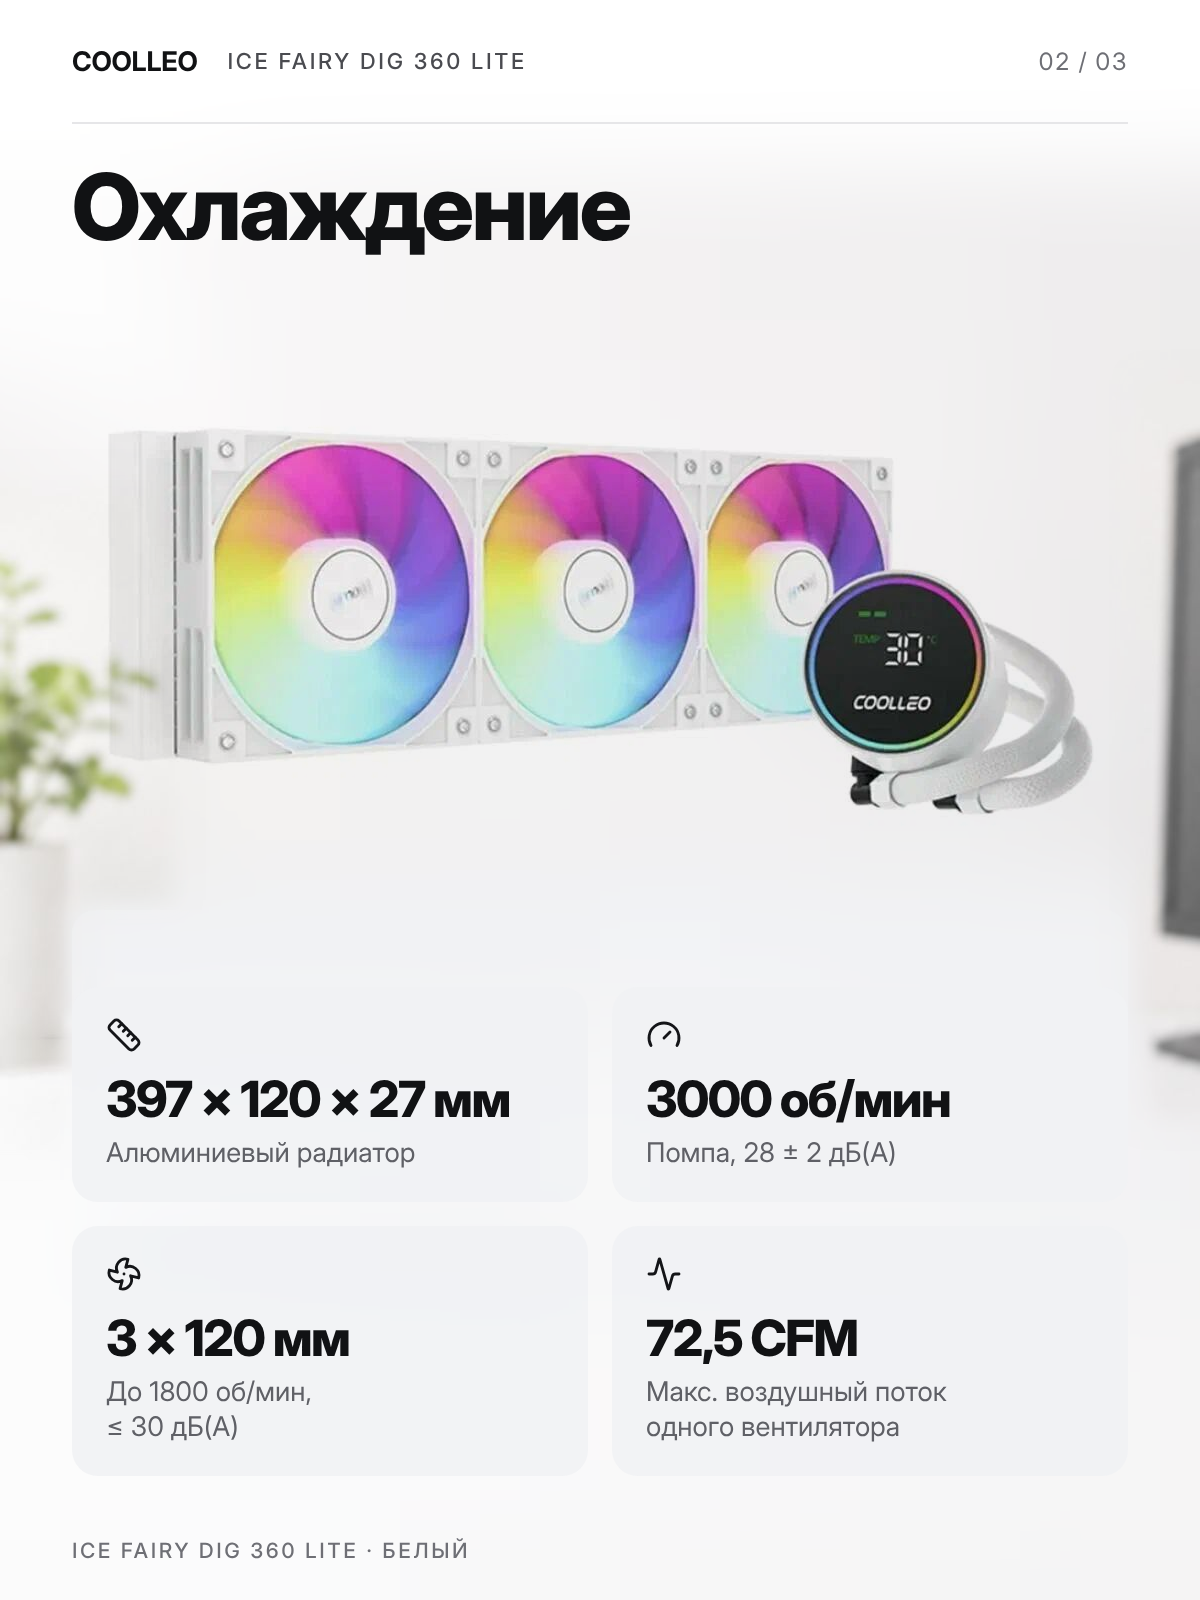 COOLLEO ICE FAIRY DIG 360 LITE 02 / 03
Охлаждение
TEMP 30 °C
COOLLEO
397 × 120 × 27 мм
Алюминиевый радиатор
3000 об/мин
Помпа, 28 ± 2 дБ(А)
3 × 120 мм
До 1800 об/мин,
≤ 30 дБ(А)
72,5 CFM
Макс. воздушный поток
одного вентилятора
ICE FAIRY DIG 360 LITE · БЕЛЫЙ